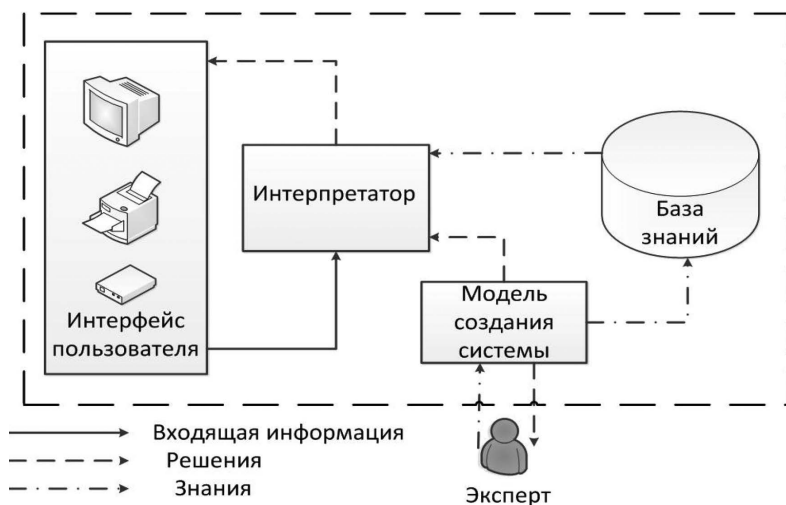 Интерпретатор
База
знаний
Модель
создания
системы
Интерфейс
пользователя
Входящая информация
Решения
Знания
Эксперт